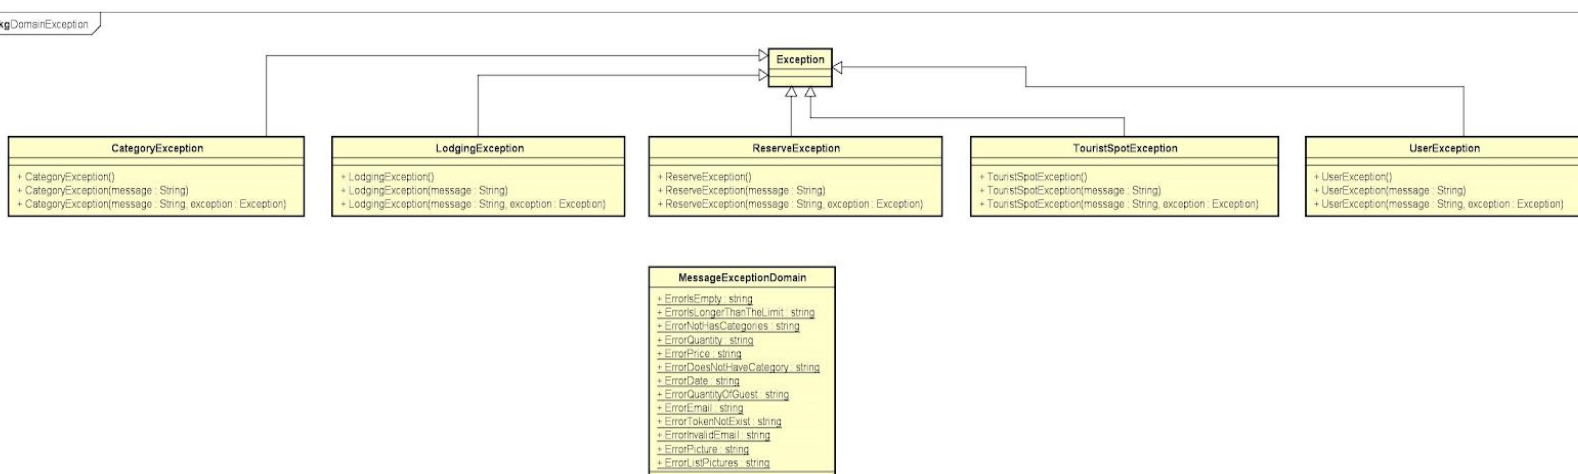 kg DomainException
Exception
CategoryException
+ CategoryException()
+ CategoryException(message : String)
+ CategoryException(message : String, exception : Exception)
LodgingException
+ LodgingException()
+ LodgingException(message : String)
+ LodgingException(message : String, exception : Exception)
ReserveException
+ ReserveException()
+ ReserveException(message : String)
+ ReserveException(message : String, exception : Exception)
TouristSpotException
+ TouristSpotException()
+ TouristSpotException(message : String)
+ TouristSpotException(message : String, exception : Exception)
UserException
+ UserException()
+ UserException(message : String)
+ UserException(message : String, exception : Exception)
MessageExceptionDomain
+ ErrorIsEmpty : string
+ ErrorIsLongerThanTheLimit : string
+ ErrorNotHasCategories : string
+ ErrorQuantity : string
+ ErrorPrice : string
+ ErrorDoesNotHaveCategory : string
+ ErrorDate : string
+ ErrorQuantityOfGuest : string
+ ErrorEmail : string
+ ErrorTokenNotExist : string
+ ErrorInvalidEmail : string
+ ErrorPicture : string
+ ErrorListPictures : string